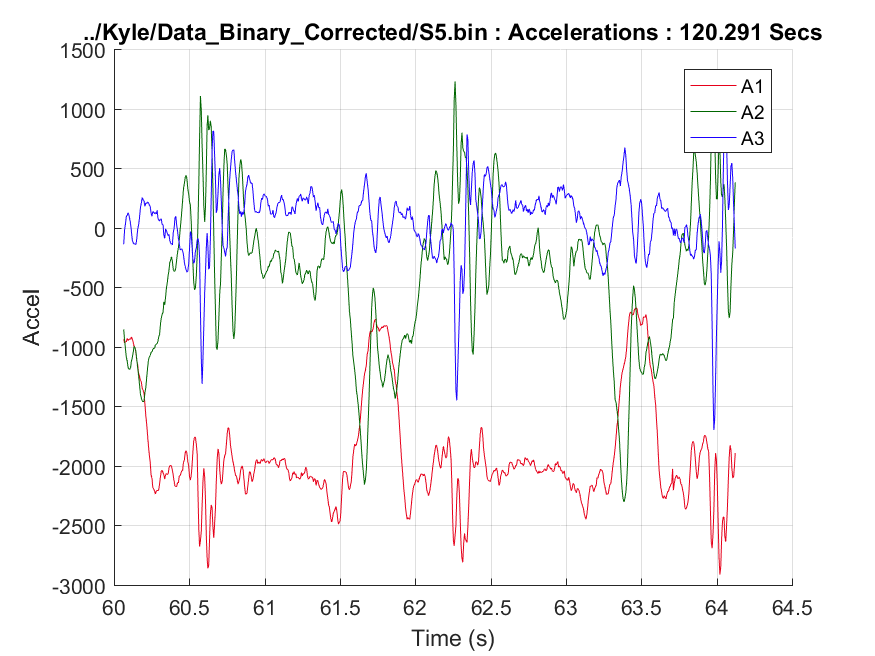 ../Kyle/Data_Binary_Corrected/S5.bin : Accelerations : 120.291 Secs
1500
1000
500
0
-500
-1000
-1500
-2000
-2500
-3000
Accel
A1
A2
A3
60 60.5 61 61.5 62 62.5 63 63.5 64 64.5
Time (s)